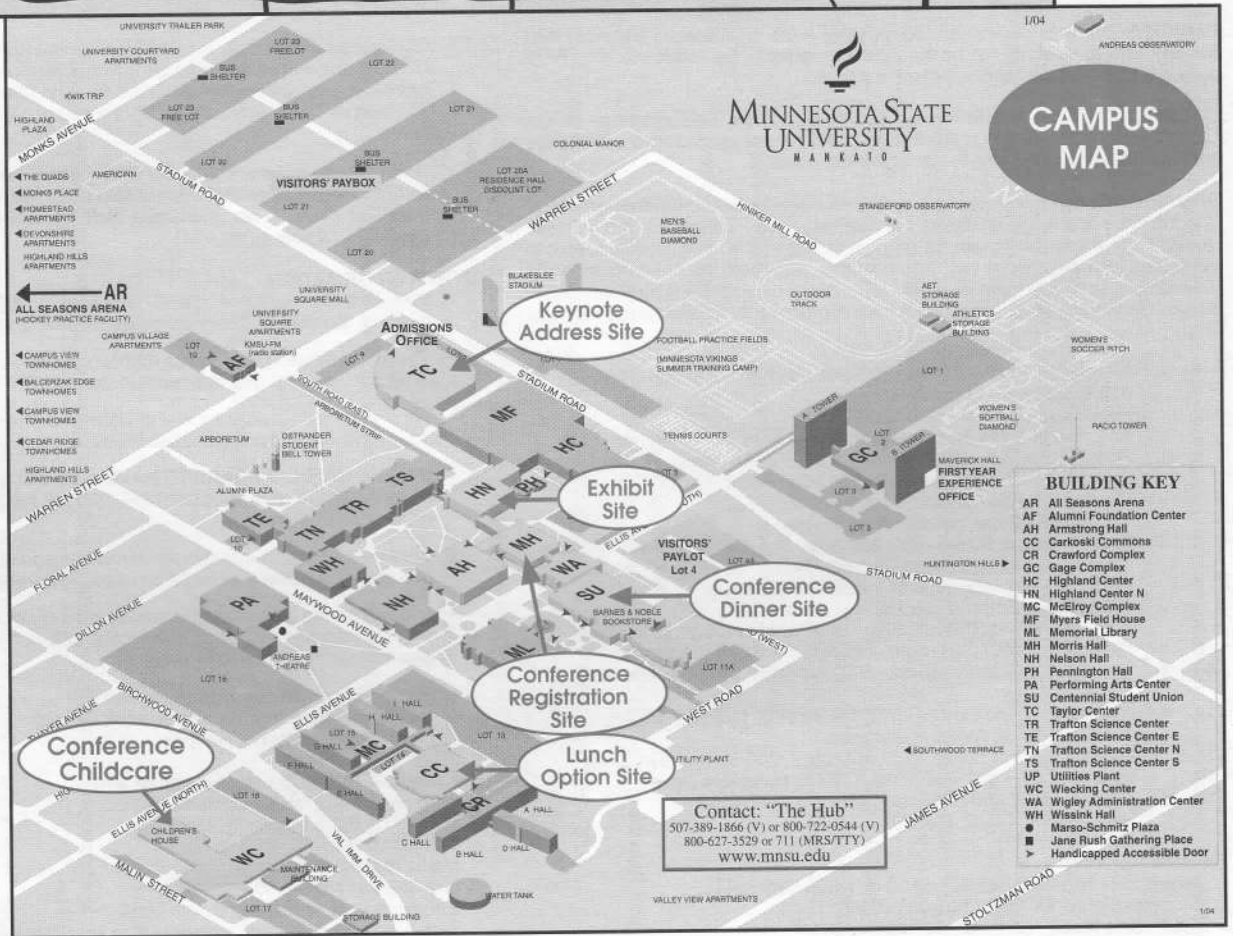 1/04
ANDREAS OBSERVATORY
CAMPUS
MAP
MINNESOTA STATE
UNIVERSITY
MANKATO
UNIVERSITY TRAILER PARK
UNIVERSITY COURTYARD
APARTMENTS
LOT 23
FREELOT
LOT 22
BUS
SHELTER
KWIK TRIP
HIGHLAND
PLAZA
MONKS AVENUE
LOT 23
FREE LOT
BUS
SHELTER
LOT 21
LOT 22
BUS
SHELTER
COLONIAL MANOR
AMERICINN
STADIUM ROAD
VISITORS' PAYBOX
LOT 20A
RESIDENCE HALL
DISCOUNT LOT
BUS
SHELTER
LOT 21
LOT 20
WARREN STREET
HINIKER MILL ROAD
STANDEFORD OBSERVATORY
MEN'S
BASEBALL
DIAMOND
THE QUADS
MONKS PLACE
HOMESTEAD
APARTMENTS
DEVONSHIRE
APARTMENTS
HIGHLAND HILLS
APARTMENTS
AR
ALL SEASONS ARENA
(HOCKEY PRACTICE FACILITY)
UNIVERSITY
SQUARE MALL
UNIVERSITY
SQUARE
APARTMENTS
KMSU-FM
(radio station)
CAMPUS VILLAGE
APARTMENTS
LOT
AF
ADMISSIONS
OFFICE
BLAKESLEE
STADIUM
Keynote
Address Site
OUTDOOR
TRACK
AET
STORAGE
BUILDING
ATHLETICS
STORAGE
BUILDING
WOMEN'S
SOCCER PITCH
FOOTBALL PRACTICE FIELDS
(MINNESOTA VIKINGS
SUMMER TRAINING CAMP)
LOT 1
CAMPUS VIEW
TOWNHOMES
BALCERZAK EDGE
TOWNHOMES
CAMPUS VIEW
TOWNHOMES
CEDAR RIDGE
TOWNHOMES
HIGHLAND HILLS
APARTMENTS
LOT 9
TC
SOUTH ROAD (EAST)
ARBORETUM STRIP
STADIUM ROAD
MF
HC
TENNIS COURTS
A TOWER
LOT
2
GC
B TOWER
WOMEN'S
SOFTBALL
DIAMOND
RADIO TOWER
MAVERICK HALL
FIRST YEAR
EXPERIENCE
OFFICE
LOT 3
ARBORETUM
OSTRANDER
STUDENT
BELL TOWER
ALUMNI PLAZA
WARREN STREET
TS
TR
TN
TE
WH
HN
PH
Exhibit
Site
MH
AH
WA
NH
VISITORS'
PAYLOT
Lot 4
SU
Conference
Dinner Site
BARNES & NOBLE
BOOKSTORE
STADIUM ROAD
HUNTINGTON HILLS
FLORAL AVENUE
DILLON AVENUE
PA
MAYWOOD AVENUE
ANDREAS
THEATRE
ML
LOT 11A
WEST ROAD
Conference
Registration
Site
LOT 16
BIRCHWOOD AVENUE
ELLIS AVENUE
I HALL
H HALL
LOT 15
G HALL
MC
LOT 14
LOT 13
CC
Lunch
Option Site
UTILITY PLANT
SOUTHWOOD TERRACE
Conference
Childcare
ELLIS AVENUE (NORTH)
LOT 18
CHILDREN'S
HOUSE
WC
MAINTENANCE
BUILDING
MALIN STREET
LOT 17
STORAGE BUILDING
VAL IMM DRIVE
F HALL
E HALL
CR
A HALL
C HALL
B HALL
D HALL
WATER TANK
VALLEY VIEW APARTMENTS
JAMES AVENUE
STOLTZMAN ROAD
Contact: "The Hub"
507-389-1866 (V) or 800-722-0544 (V)
800-627-3529 or 711 (MRS/TTY)
www.mnsu.edu
BUILDING KEY
AR All Seasons Arena
AF Alumni Foundation Center
AH Armstrong Hall
CC Carkoski Commons
CR Crawford Complex
GC Gage Complex
HC Highland Center
HN Highland Center N
MC McElroy Complex
MF Myers Field House
ML Memorial Library
MH Morris Hall
NH Nelson Hall
PH Pennington Hall
PA Performing Arts Center
SU Centennial Student Union
TC Taylor Center
TR Trafton Science Center
TE Trafton Science Center E
TN Trafton Science Center N
TS Trafton Science Center S
UP Utilities Plant
WC Wiecking Center
WA Wigley Administration Center
WH Wissink Hall
Marso-Schmitz Plaza
Jane Rush Gathering Place
Handicapped Accessible Door
1/04